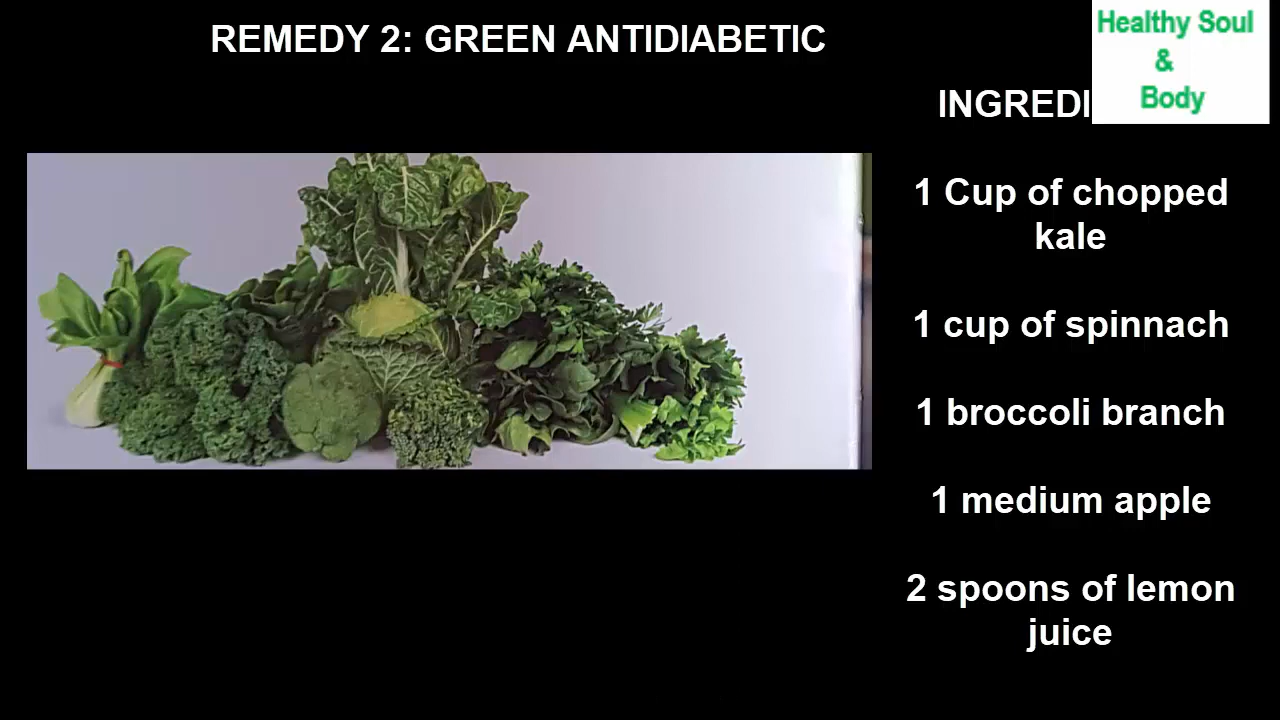 REMEDY 2: GREEN ANTIDIABETIC
Healthy Soul
&
Body
INGREDI
1 Cup of chopped
kale
1 cup of spinnach
1 broccoli branch
1 medium apple
2 spoons of lemon
juice